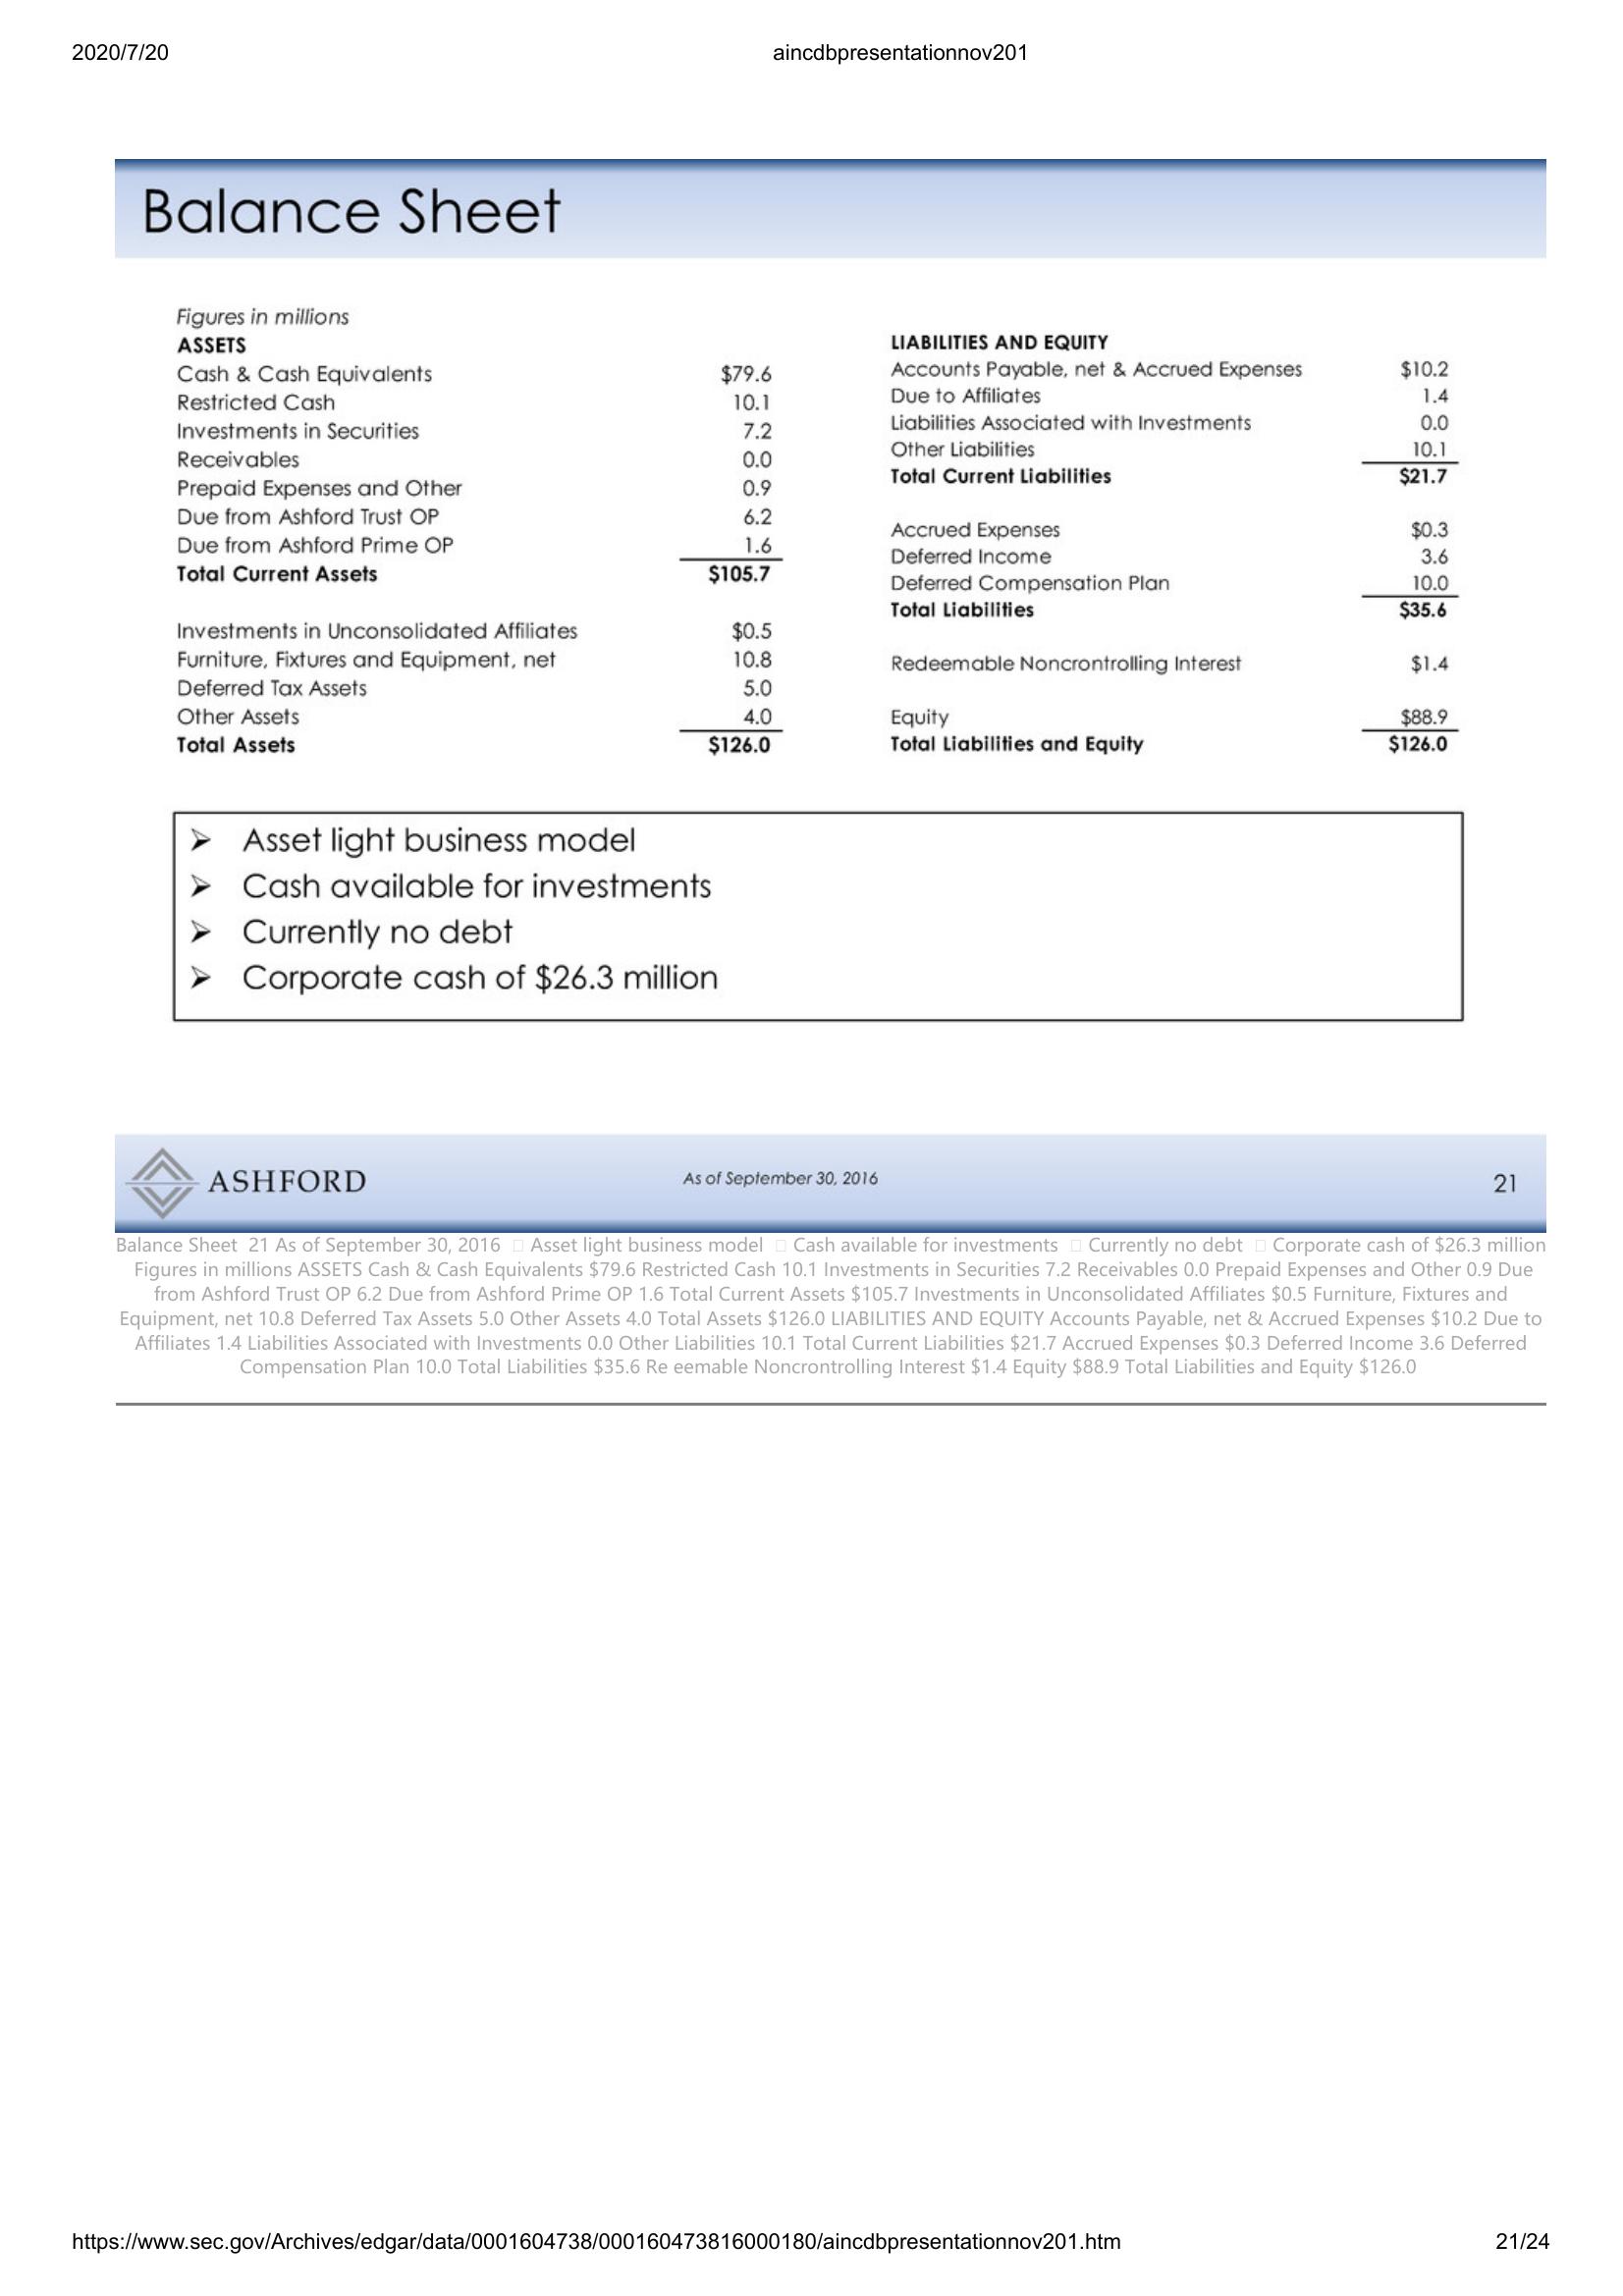 2020/7/20 aincdbpresentationnov201
Balance Sheet
Figures in millions
ASSETS
Cash & Cash Equivalents $79.6
Restricted Cash 10.1
Investments in Securities 7.2
Receivables 0.0
Prepaid Expenses and Other 0.9
Due from Ashford Trust OP 6.2
Due from Ashford Prime OP 1.6
Total Current Assets $105.7
Investments in Unconsolidated Affiliates $0.5
Furniture, Fixtures and Equipment, net 10.8
Deferred Tax Assets 5.0
Other Assets 4.0
Total Assets $126.0
LIABILITIES AND EQUITY
Accounts Payable, net & Accrued Expenses $10.2
Due to Affiliates 1.4
Liabilities Associated with Investments 0.0
Other Liabilities 10.1
Total Current Liabilities $21.7
Accrued Expenses $0.3
Deferred Income 3.6
Deferred Compensation Plan 10.0
Total Liabilities $35.6
Redeemable Noncrontrolling Interest $1.4
Equity $88.9
Total Liabilities and Equity $126.0
➢ Asset light business model
➢ Cash available for investments
➢ Currently no debt
➢ Corporate cash of $26.3 million
ASHFORD As of September 30, 2016 21
Balance Sheet 21 As of September 30, 2016 Asset light business model Cash available for investments Currently no debt Corporate cash of $26.3 million
Figures in millions ASSETS Cash & Cash Equivalents $79.6 Restricted Cash 10.1 Investments in Securities 7.2 Receivables 0.0 Prepaid Expenses and Other 0.9 Due
from Ashford Trust OP 6.2 Due from Ashford Prime OP 1.6 Total Current Assets $105.7 Investments in Unconsolidated Affiliates $0.5 Furniture, Fixtures and
Equipment, net 10.8 Deferred Tax Assets 5.0 Other Assets 4.0 Total Assets $126.0 LIABILITIES AND EQUITY Accounts Payable, net & Accrued Expenses $10.2 Due to
Affiliates 1.4 Liabilities Associated with Investments 0.0 Other Liabilities 10.1 Total Current Liabilities $21.7 Accrued Expenses $0.3 Deferred Income 3.6 Deferred
Compensation Plan 10.0 Total Liabilities $35.6 Re eemable Noncrontrolling Interest $1.4 Equity $88.9 Total Liabilities and Equity $126.0
https://www.sec.gov/Archives/edgar/data/0001604738/000160473816000180/aincdbpresentationnov201.htm 21/24